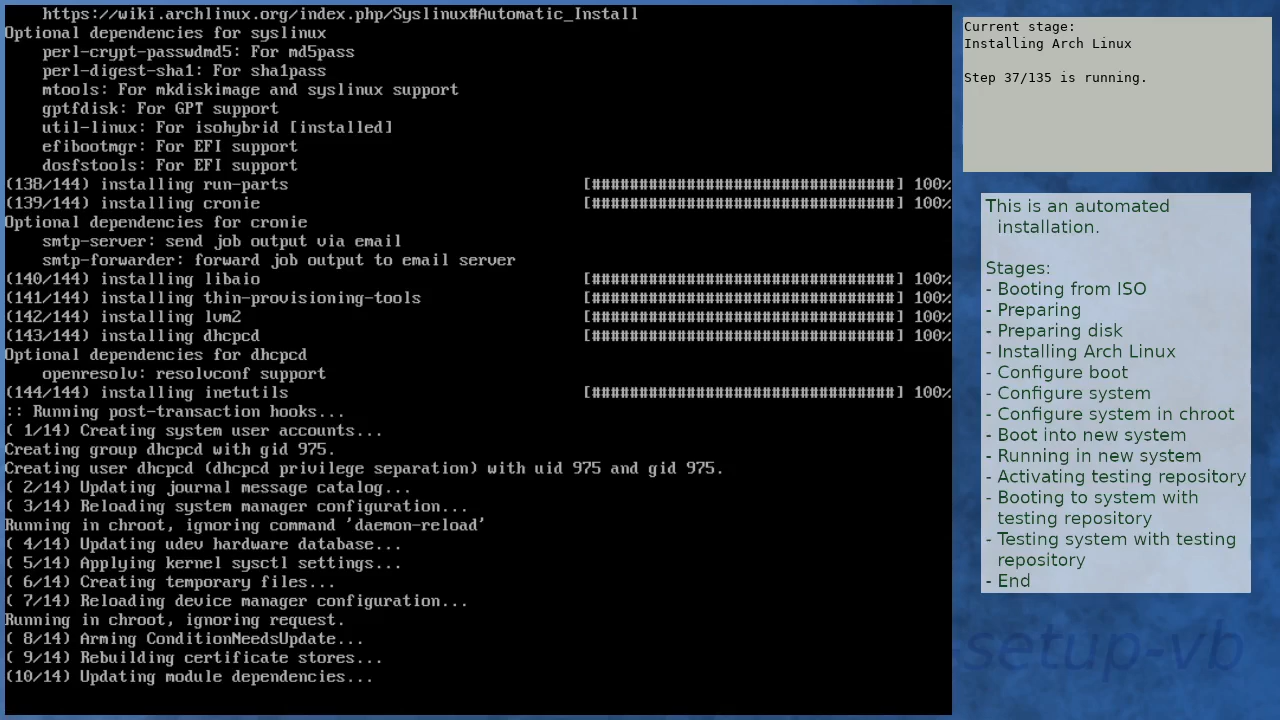 https://wiki.archlinux.org/index.php/Syslinux#Automatic_Install
Optional dependencies for syslinux
perl-crypt-passwdmd5: For md5pass
perl-digest-sha1: For sha1pass
mtools: For mkdiskimage and syslinux support
gptfdisk: For GPT support
util-linux: For isohybrid [installed]
efibootmgr: For EFI support
dosfstools: For EFI support
(138/144) installing run-parts [################################] 100%
(139/144) installing cronie [################################] 100%
Optional dependencies for cronie
smtp-server: send job output via email
smtp-forwarder: forward job output to email server
(140/144) installing libaio [################################] 100%
(141/144) installing thin-provisioning-tools [################################] 100%
(142/144) installing lvm2 [################################] 100%
(143/144) installing dhcpcd [################################] 100%
Optional dependencies for dhcpcd
openresolv: resolvconf support
(144/144) installing inetutils [################################] 100%
:: Running post-transaction hooks...
( 1/14) Creating system user accounts...
Creating group dhcpcd with gid 975.
Creating user dhcpcd (dhcpcd privilege separation) with uid 975 and gid 975.
( 2/14) Updating journal message catalog...
( 3/14) Reloading system manager configuration...
Running in chroot, ignoring command 'daemon-reload'
( 4/14) Updating udev hardware database...
( 5/14) Applying kernel sysctl settings...
( 6/14) Creating temporary files...
( 7/14) Reloading device manager configuration...
Running in chroot, ignoring request.
( 8/14) Arming ConditionNeedsUpdate...
( 9/14) Rebuilding certificate stores...
(10/14) Updating module dependencies...
Current stage:
Installing Arch Linux
Step 37/135 is running.
This is an automated
installation.
Stages:
- Booting from ISO
- Preparing
- Preparing disk
- Installing Arch Linux
- Configure boot
- Configure system
- Configure system in chroot
- Boot into new system
- Running in new system
- Activating testing repository
- Booting to system with
testing repository
- Testing system with testing
repository
- End
-setup-vb